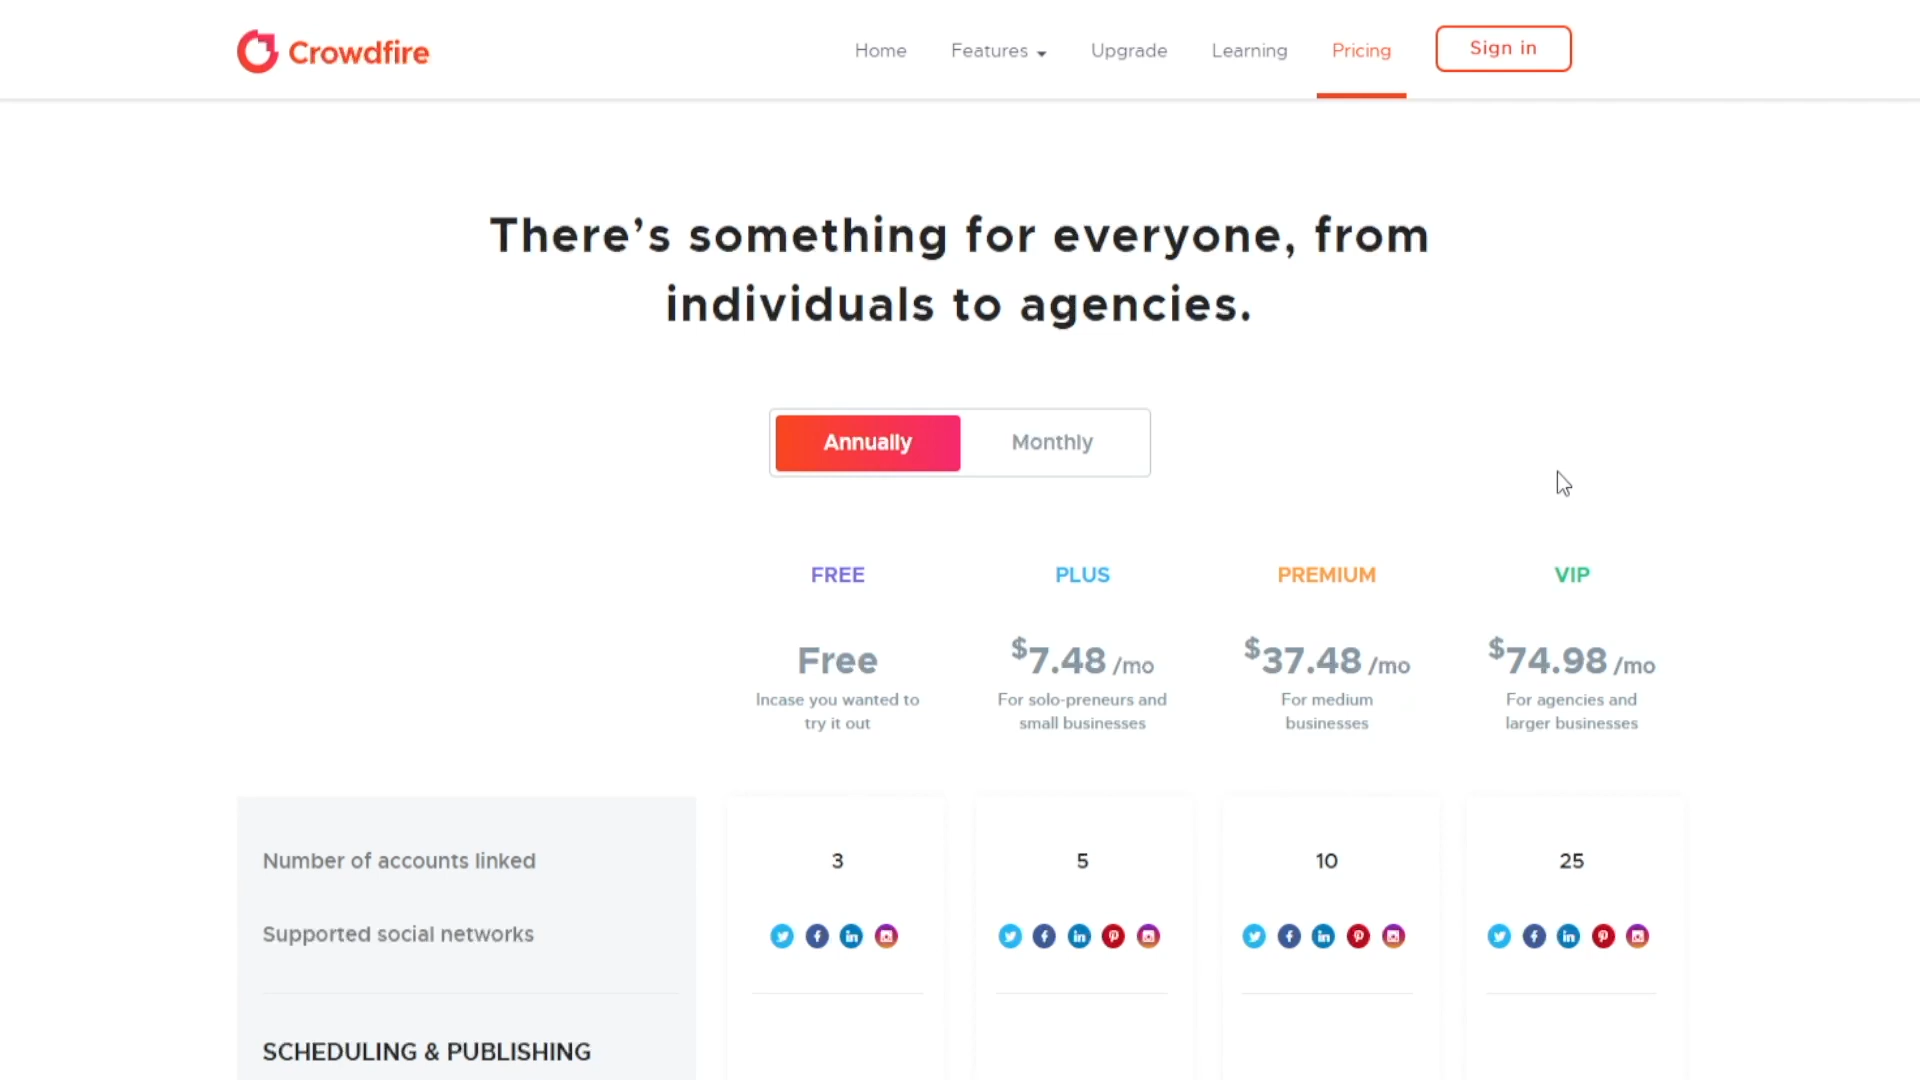 Crowdfire
Home Features Upgrade Learning Pricing Sign in
There’s something for everyone, from
individuals to agencies.
Annually Monthly
FREE PLUS PREMIUM VIP
Free $7.48 /mo $37.48 /mo $74.98 /mo
Incase you wanted to For solo-preneurs and For medium For agencies and
try it out small businesses businesses larger businesses
Number of accounts linked 3 5 10 25
Supported social networks
SCHEDULING & PUBLISHING